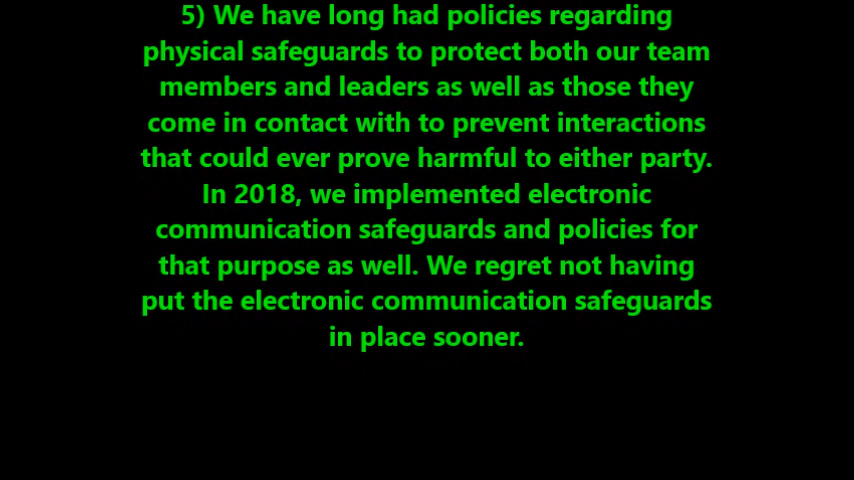 5) We have long had policies regarding
physical safeguards to protect both our team
members and leaders as well as those they
come in contact with to prevent interactions
that could ever prove harmful to either party.
In 2018, we implemented electronic
communication safeguards and policies for
that purpose as well. We regret not having
put the electronic communication safeguards
in place sooner.